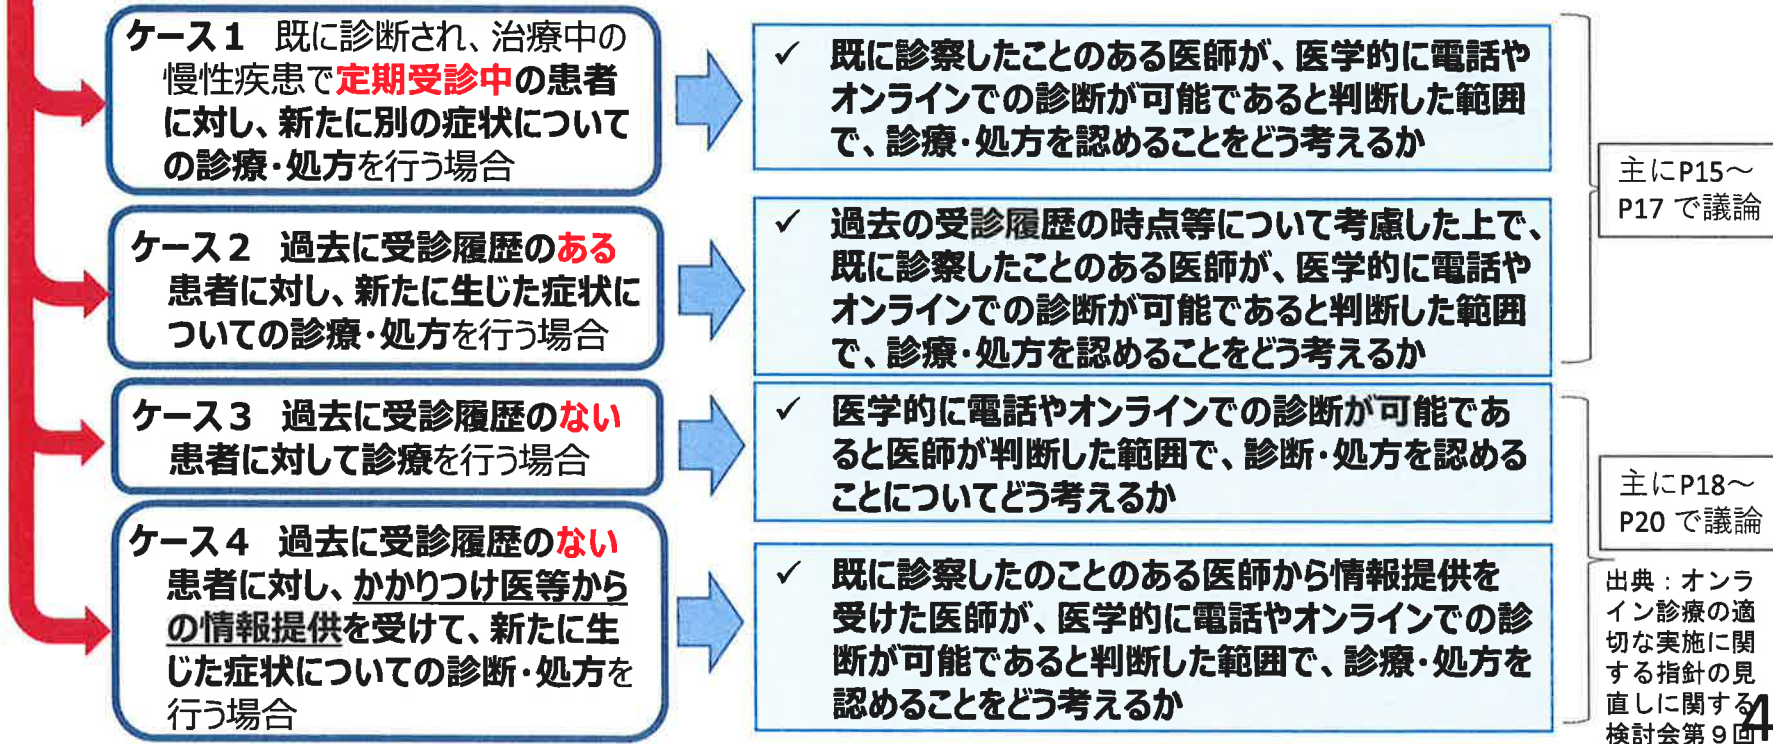 ケース1 既に診断され、治療中の
慢性疾患で定期受診中の患者
に対し、新たに別の症状について
の診療・処方を行う場合
✓ 既に診察したことのある医師が、医学的に電話や
オンラインでの診断が可能であると判断した範囲
で、診療・処方を認めることをどう考えるか
ケース2 過去に受診履歴のある
患者に対し、新たに生じた症状に
ついての診療・処方を行う場合
✓ 過去の受診履歴の時点等について考慮した上で、
既に診察したことのある医師が、医学的に電話や
オンラインでの診断が可能であると判断した範囲
で、診療・処方を認めることをどう考えるか
主にP15～
P17 で議論
ケース3 過去に受診履歴のない
患者に対して診療を行う場合
✓ 医学的に電話やオンラインでの診断が可能であ
ると医師が判断した範囲で、診断・処方を認める
ことについてどう考えるか
ケース4 過去に受診履歴のない
患者に対し、かかりつけ医等から
の情報提供を受けて、新たに生
じた症状についての診断・処方を
行う場合
✓ 既に診察したのことのある医師から情報提供を
受けた医師が、医学的に電話やオンラインでの診
断が可能であると判断した範囲で、診療・処方を
認めることをどう考えるか
主にP18～
P20 で議論
出典：オンラ
イン診療の適
切な実施に関
する指針の見
直しに関する
検討会第9回
4